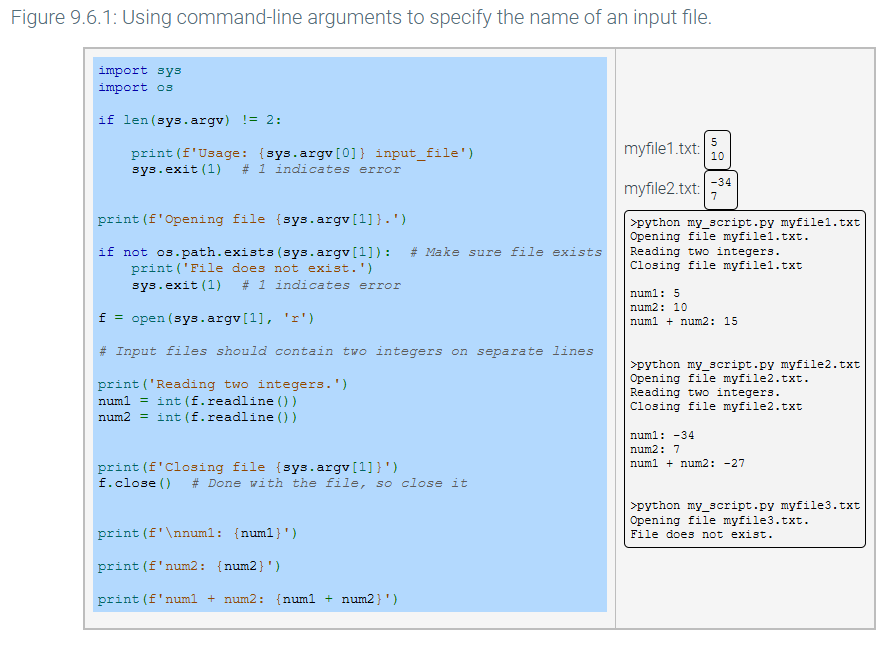 Figure 9.6.1: Using command-line arguments to specify the name of an input file.
import sys
import os
if len(sys.argv) != 2:
print(f'Usage: {sys.argv[0]} input_file')
sys.exit(1)  # 1 indicates error
print(f'Opening file {sys.argv[1]}.')
if not os.path.exists(sys.argv[1]):  # Make sure file exists
print('File does not exist.')
sys.exit(1)  # 1 indicates error
f = open(sys.argv[1], 'r')
# Input files should contain two integers on separate lines
print('Reading two integers.')
num1 = int(f.readline())
num2 = int(f.readline())
print(f'Closing file {sys.argv[1]}')
f.close()  # Done with the file, so close it
print(f'\nnum1: {num1}')
print(f'num2: {num2}')
print(f'num1 + num2: {num1 + num2}')
myfile1.txt:
5
10
myfile2.txt:
-34
7
>python my_script.py myfile1.txt
Opening file myfile1.txt.
Reading two integers.
Closing file myfile1.txt
num1: 5
num2: 10
num1 + num2: 15
>python my_script.py myfile2.txt
Opening file myfile2.txt.
Reading two integers.
Closing file myfile2.txt
num1: -34
num2: 7
num1 + num2: -27
>python my_script.py myfile3.txt
Opening file myfile3.txt.
File does not exist.